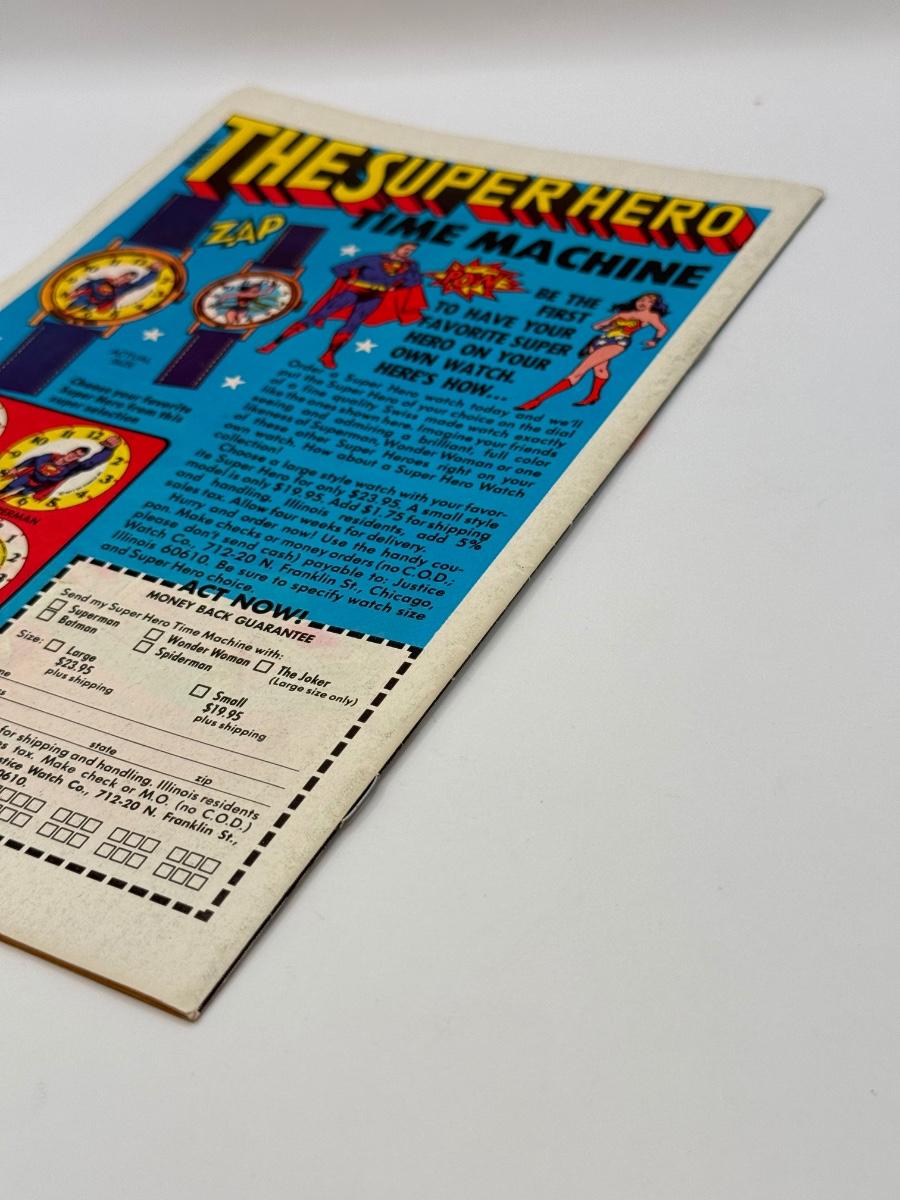 THE SUPER HERO
TIME MACHINE
ZAP
POW!
BE THE
FIRST
TO HAVE YOUR
FAVORITE SUPER
HERO ON YOUR
OWN WATCH.
HERE'S HOW...
ACTUAL
SIZE
Choose your favorite
Super Hero from this
super selection
Order a Super Hero watch today and we'll
put the Super Hero of your choice on the dial
of a fine quality Swiss made watch exactly
like the ones shown here. Imagine your friends
seeing and admiring, a brilliant, full color
likeness of Superman, Wonder Woman or one
of these other Super Heroes right on your
own watch. How about a Super Hero Watch
collection!
Choose a large style watch with your favor-
ite Super Hero for only $23.95. A small style
model is only $19.95. Add $1.75 for shipping
and handling. Illinois residents, add 5%
sales tax. Allow four weeks for delivery.
Hurry and order now! Use the handy cou-
pon. Make checks or money orders (no C.O.D.;
please don't send cash) payable to: Justice
Watch Co., 712-20 N. Franklin St., Chicago,
Illinois 60610. Be sure to specify watch size
and Super Hero choice.
ACT NOW!
MONEY BACK GUARANTEE
Send my Super Hero Time Machine with:
Superman Wonder Woman The Joker
Batman Spiderman (Large size only)
Size: Large Small
$23.95 $19.95
plus shipping plus shipping
state zip
for shipping and handling. Illinois residents
tax. Make check or M.O. (no C.O.D.)
Watch Co., 712-20 N. Franklin St.,